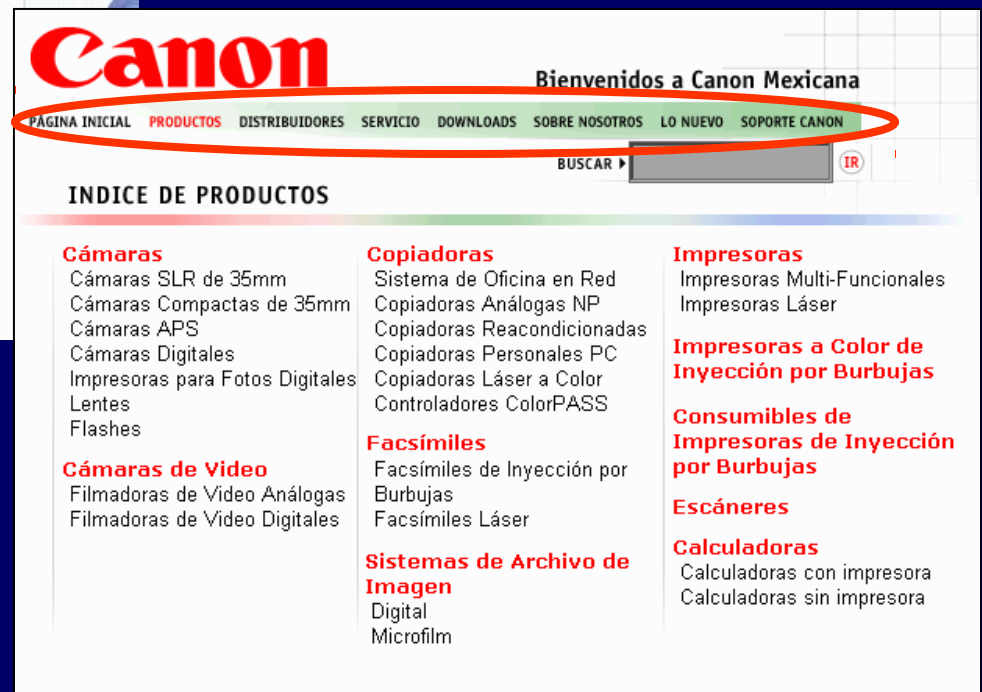 Canon
Bienvenidos a Canon Mexicana
PÁGINA INICIAL PRODUCTOS DISTRIBUIDORES SERVICIO DOWNLOADS SOBRE NOSOTROS LO NUEVO SOPORTE CANON
BUSCAR IR
INDICE DE PRODUCTOS
Cámaras
Cámaras SLR de 35mm
Cámaras Compactas de 35mm
Cámaras APS
Cámaras Digitales
Impresoras para Fotos Digitales
Lentes
Flashes
Cámaras de Video
Filmadoras de Video Análogas
Filmadoras de Video Digitales
Copiadoras
Sistema de Oficina en Red
Copiadoras Análogas NP
Copiadoras Reacondicionadas
Copiadoras Personales PC
Copiadoras Láser a Color
Controladores ColorPASS
Facsímiles
Facsímiles de Inyección por
Burbujas
Facsímiles Láser
Sistemas de Archivo de
Imagen
Digital
Microfilm
Impresoras
Impresoras Multi-Funcionales
Impresoras Láser
Impresoras a Color de
Inyección por Burbujas
Consumibles de
Impresoras de Inyección
por Burbujas
Escáneres
Calculadoras
Calculadoras con impresora
Calculadoras sin impresora